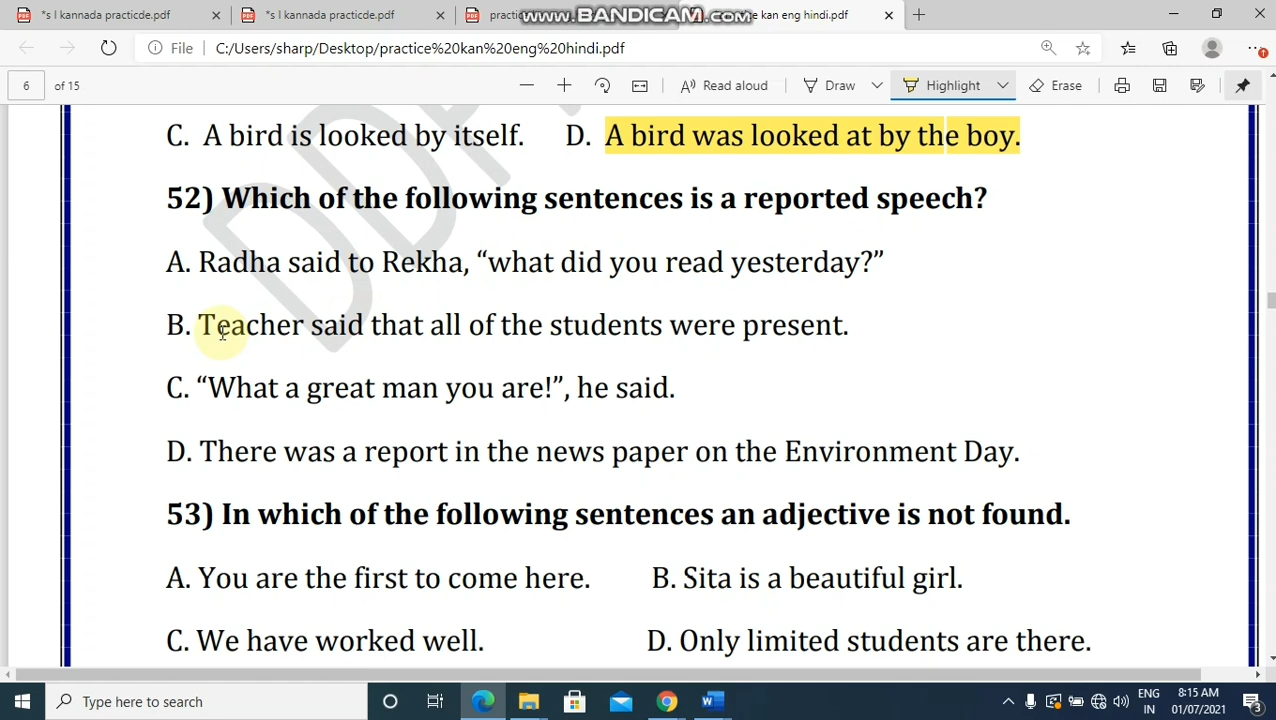 *s l kannada practicde.pdf
*s l kannada practicde.pdf
www.BANDICAM.com
e kan eng hindi.pdf
File
C:/Users/sharp/Desktop/practice%20kan%20eng%20hindi.pdf
6 of 15
Read aloud
Draw
Highlight
Erase
C. A bird is looked by itself. D. A bird was looked at by the boy.
52) Which of the following sentences is a reported speech?
A. Radha said to Rekha, “what did you read yesterday?”
B. Teacher said that all of the students were present.
C. “What a great man you are!”, he said.
D. There was a report in the news paper on the Environment Day.
53) In which of the following sentences an adjective is not found.
A. You are the first to come here. B. Sita is a beautiful girl.
C. We have worked well. D. Only limited students are there.
Type here to search
ENG
IN
8:15 AM
01/07/2021
3